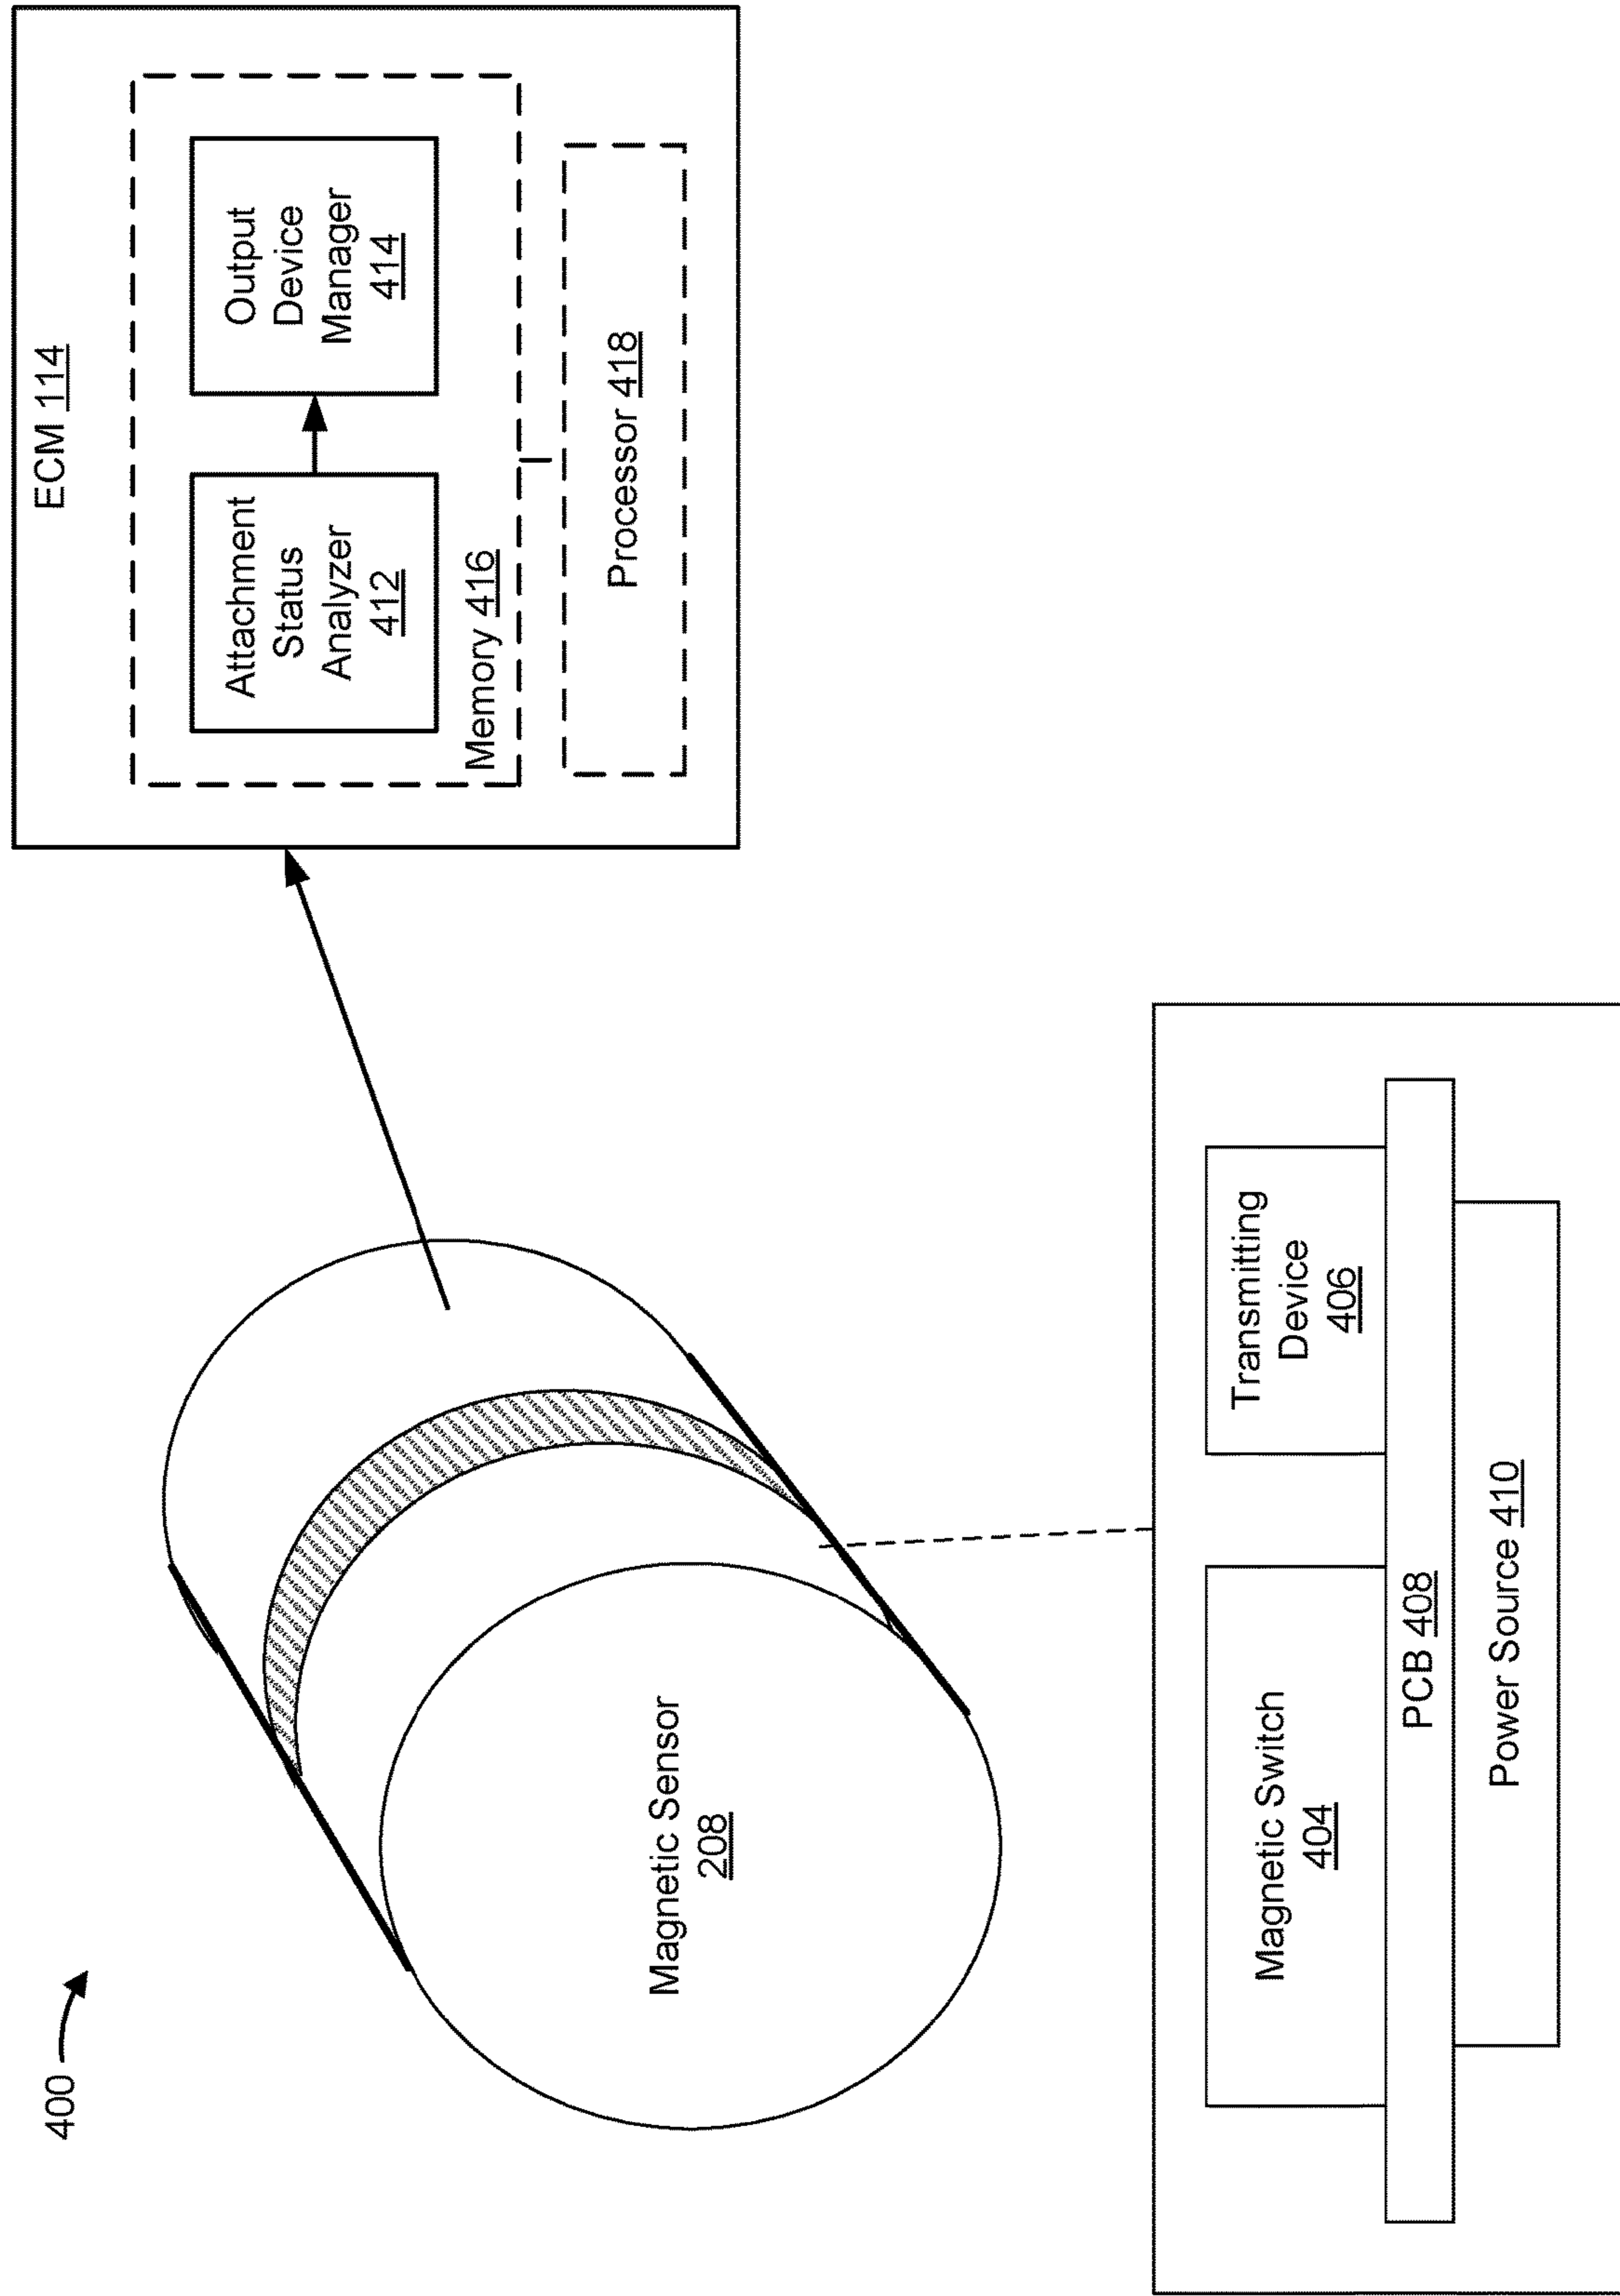 400
ECM 114
Attachment
Status
Analyzer
412
Output
Device
Manager
414
Memory 416
Processor 418
Magnetic Sensor
208
Magnetic Switch
404
Transmitting
Device
406
PCB 408
Power Source 410